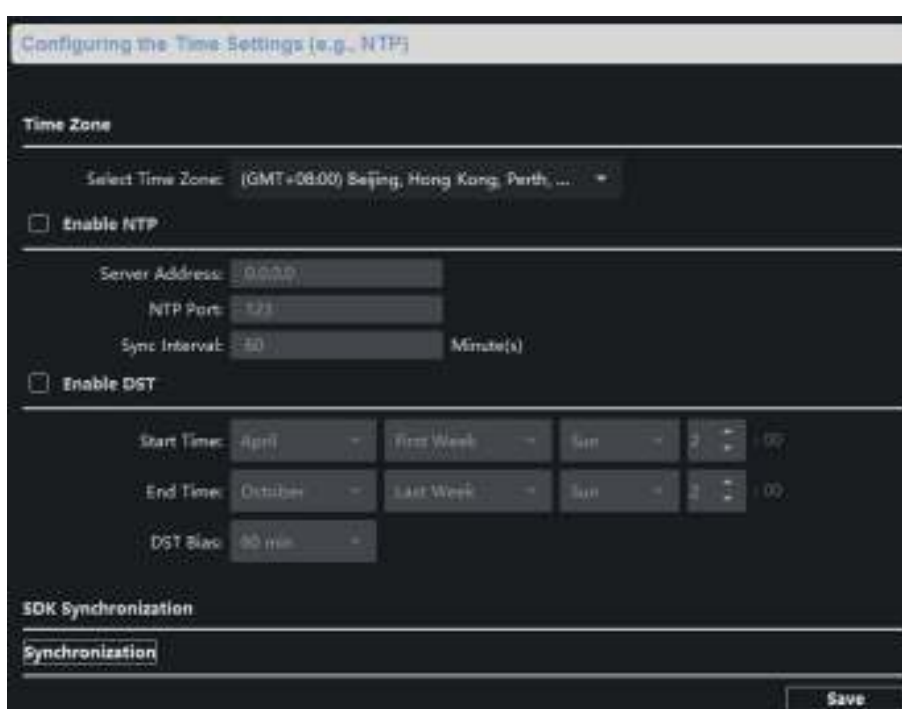 Configuring the Time Settings (e.g., NTP)
Time Zone
Select Time Zone: (GMT+08:00) Beijing, Hong Kong, Perth, ...
Enable NTP
Server Address: 0.0.0.0
NTP Port: 123
Sync Interval: 60 Minute(s)
Enable DST
Start Time: April First Week Sun 2 : 00
End Time: October Last Week Sun 2 : 00
DST Bias: 60 min
SDK Synchronization
Synchronization
Save